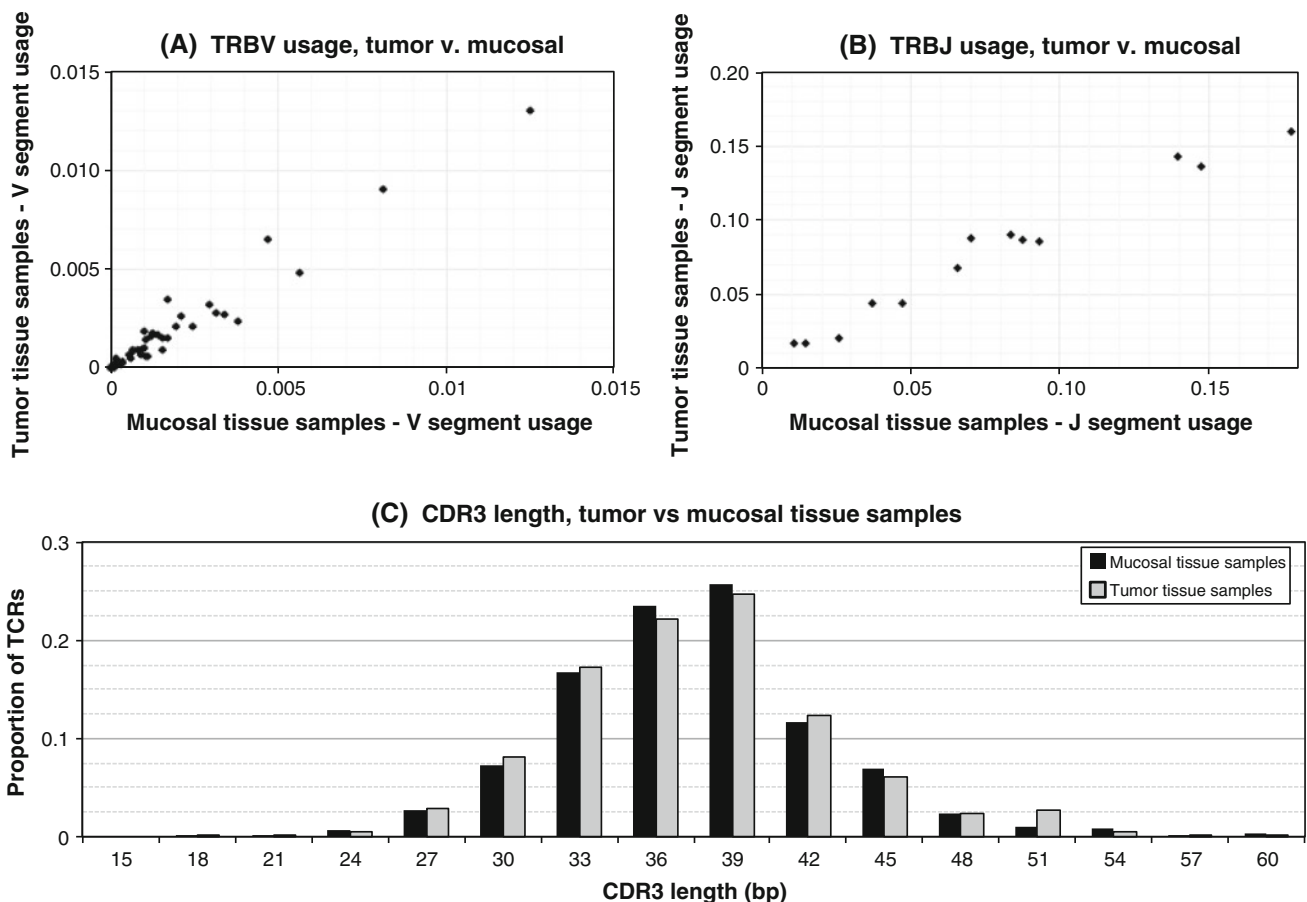 (A) TRBV usage, tumor v. mucosal
Tumor tissue samples - V segment usage
0.015
0.010
0.005
0
0 0.005 0.01 0.015
Mucosal tissue samples - V segment usage
(B) TRBJ usage, tumor v. mucosal
Tumor tissue samples - J segment usage
0.20
0.15
0.10
0.05
0
0 0.05 0.10 0.15
Mucosal tissue samples - J segment usage
(C) CDR3 length, tumor vs mucosal tissue samples
Proportion of TCRs
0.3
0.2
0.1
0
Mucosal tissue samples
Tumor tissue samples
15 18 21 24 27 30 33 36 39 42 45 48 51 54 57 60
CDR3 length (bp)